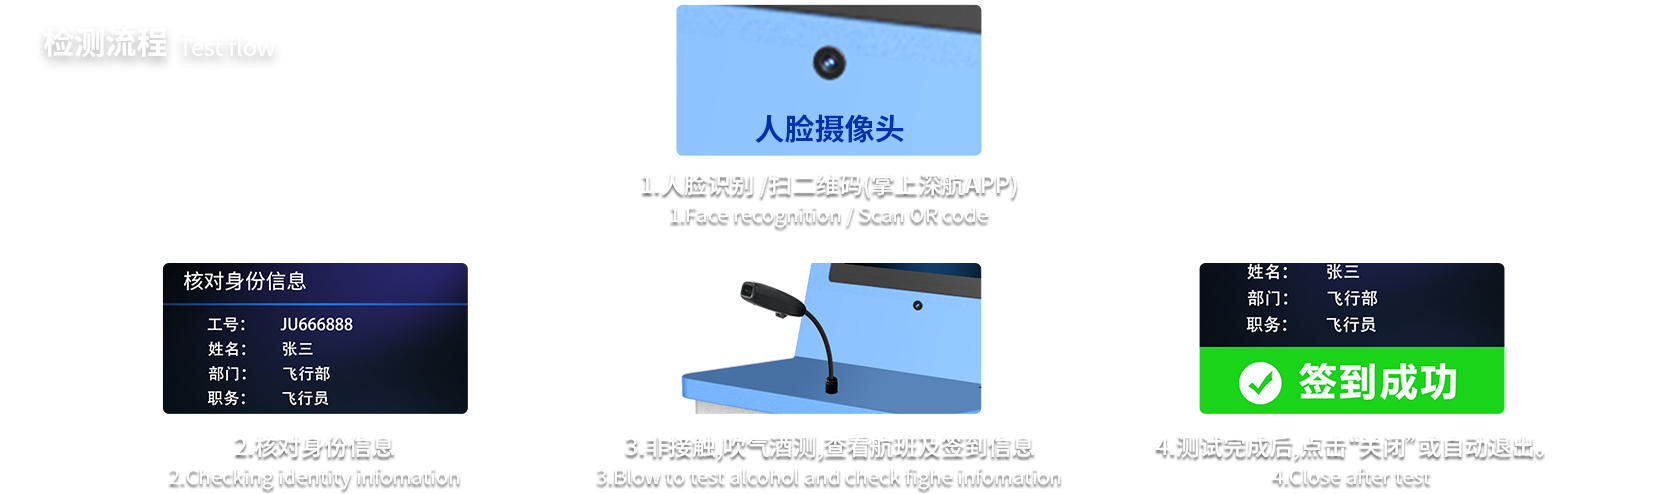 检测流程 Test flow
人脸摄像头
1.人脸识别 /扫二维码(掌上深航APP)
1.Face recognition / Scan QR code
核对身份信息
工号： JU666888
姓名： 张三
部门： 飞行部
职务： 飞行员
2.核对身份信息
2.Checking identity infomation
3.非接触,吹气酒测,查看航班及签到信息
3.Blow to test alcohol and check fighe infomation
姓名： 张三
部门： 飞行部
职务： 飞行员
签到成功
4.测试完成后,点击“关闭”或自动退出。
4.Close after test